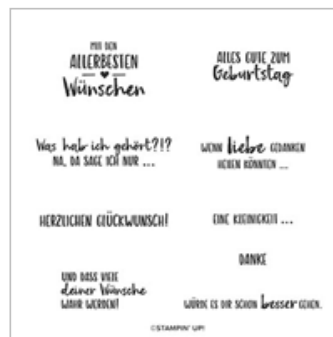 MIT DEN
ALLERBESTEN
Wünschen
ALLES GUTE ZUM
Geburtstag
Was hab ich gehört?!?
NA, DA SAGE ICH NUR ...
WENN liebe GEDANKEN
HEILEN KÖNNTEN ...
HERZLICHEN GLÜCKWUNSCH!
EINE KLEINIGKEIT ...
DANKE
UND DASS VIELE
deiner Wünsche
WAHR WERDEN!
WÜRDE ES DIR SCHON besser GEHEN.
©STAMPIN' UP!